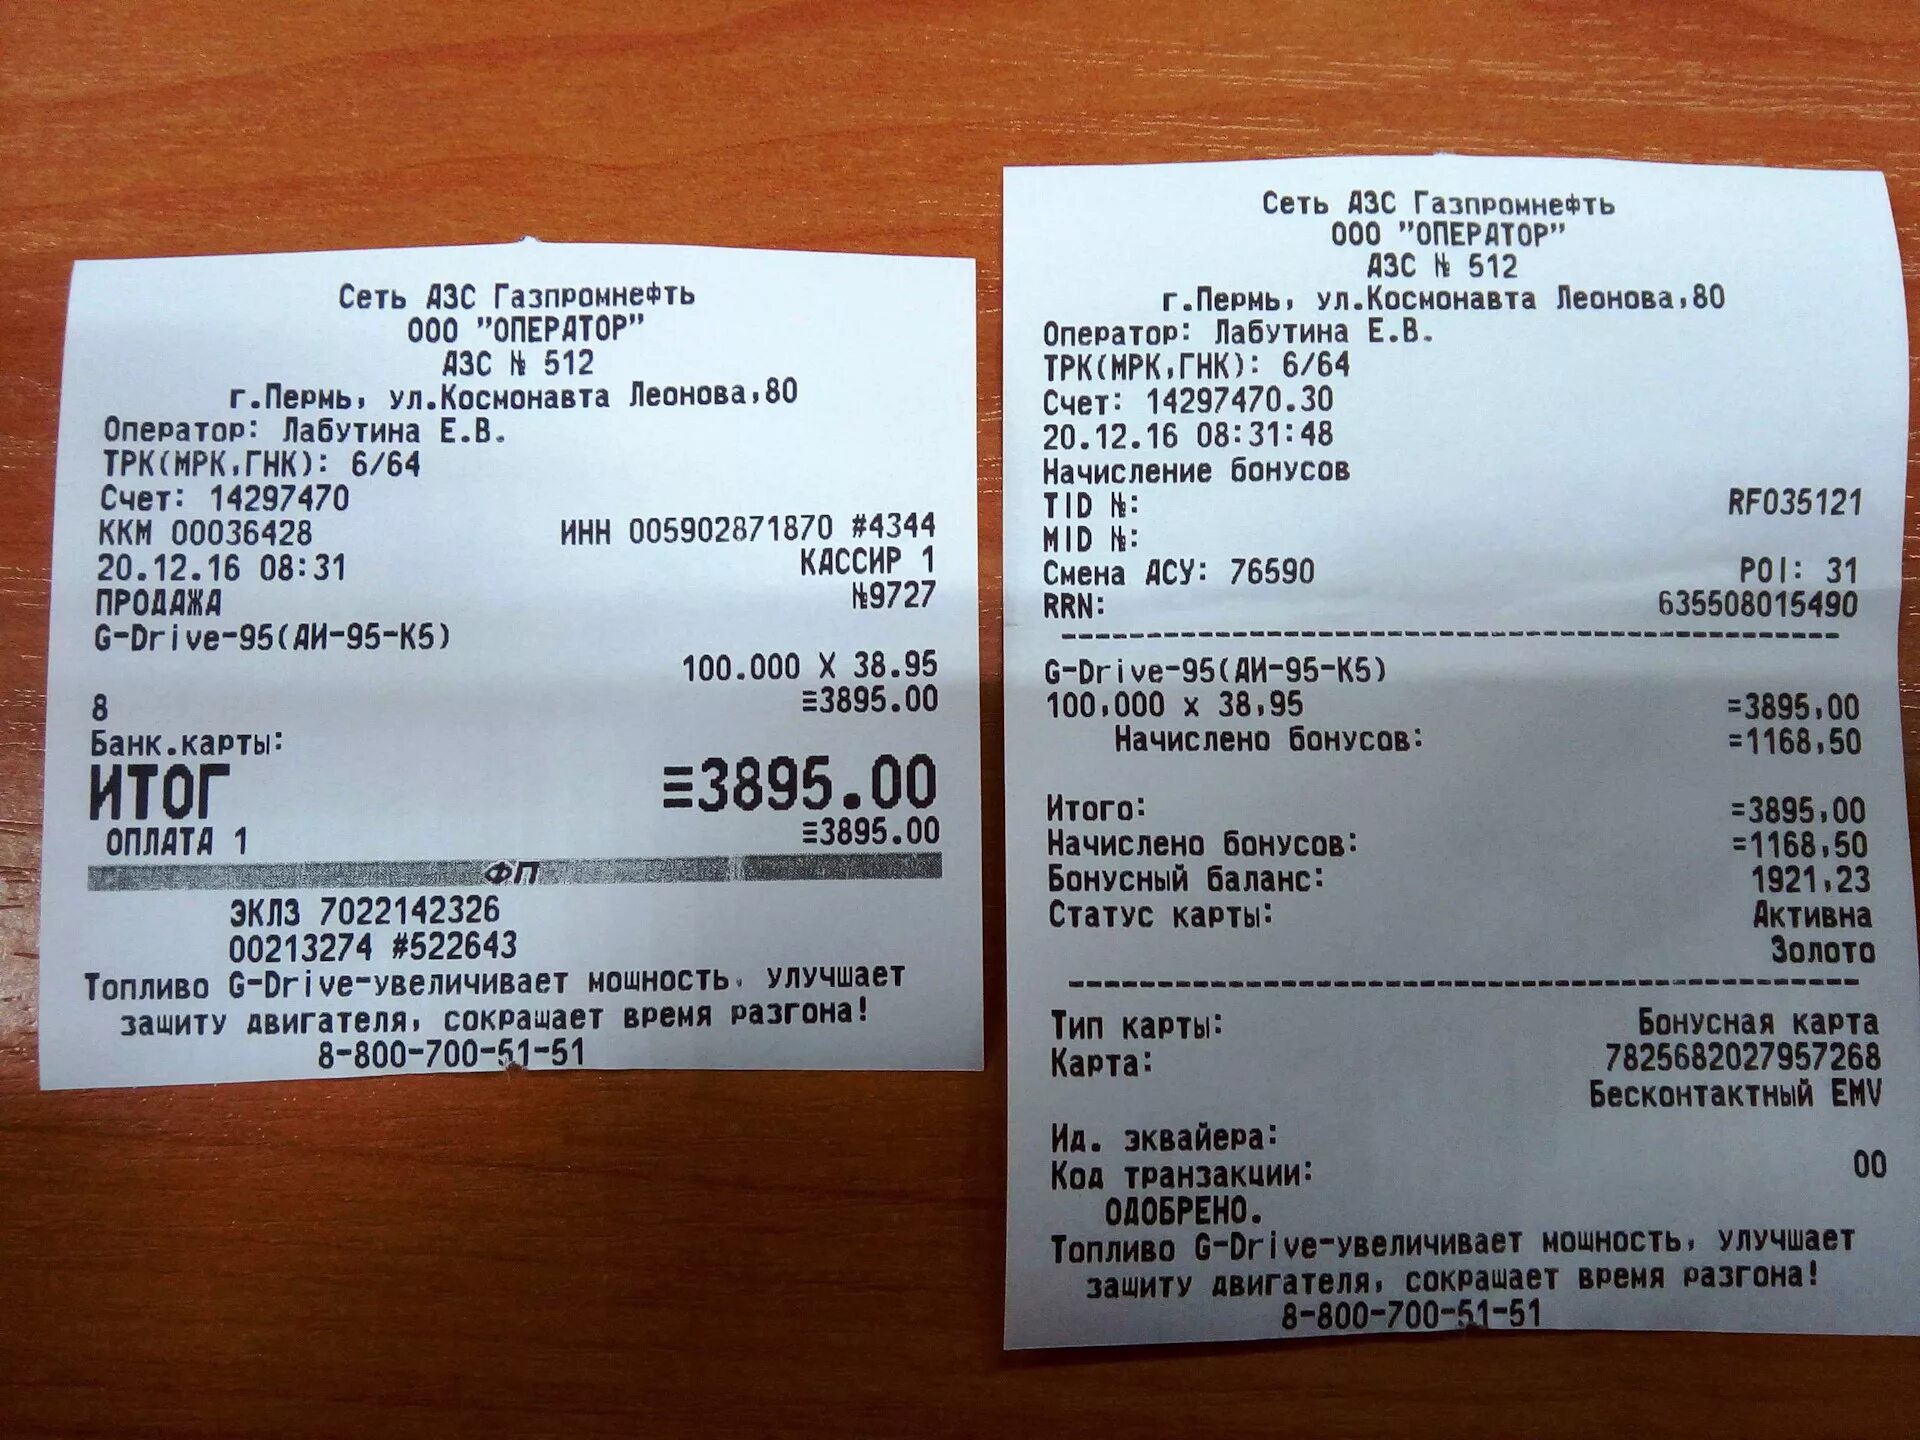 Сеть АЗС Газпромнефть
ООО "ОПЕРАТОР"
АЗС № 512
г.Пермь, ул.Космонавта Леонова,80
Оператор: Лабутина Е.В.
ТРК(МРК,ГНК): 6/64
Счет: 14297470
ККМ 00036428 ИНН 005902871870 #4344
20.12.16 08:31 КАССИР 1
ПРОДАЖА №9727
G-Drive-95(АИ-95-К5)
100.000 X 38.95
8 ≡3895.00
Банк.карты:
ИТОГ ≡3895.00
ОПЛАТА 1 ≡3895.00
ФП
ЭКЛЗ 7022142326
00213274 #522643
Топливо G-Drive-увеличивает мощность, улучшает
защиту двигателя, сокращает время разгона!
8-800-700-51-51
Сеть АЗС Газпромнефть
ООО "ОПЕРАТОР"
АЗС № 512
г.Пермь, ул.Космонавта Леонова,80
Оператор: Лабутина Е.В.
ТРК(МРК,ГНК): 6/64
Счет: 14297470.30
20.12.16 08:31:48
Начисление бонусов
TID №: RF035121
MID №:
Смена АСУ: 76590 POI: 31
RRN: 635508015490
G-Drive-95(АИ-95-К5)
100,000 x 38,95 =3895,00
Начислено бонусов: =1168,50
Итого: =3895,00
Начислено бонусов: =1168,50
Бонусный баланс: 1921,23
Статус карты: Активна
Золото
Тип карты: Бонусная карта
Карта: 7825682027957268
Бесконтактный EMV
Ид. эквайера:
Код транзакции: 00
ОДОБРЕНО.
Топливо G-Drive-увеличивает мощность, улучшает
защиту двигателя, сокращает время разгона!
8-800-700-51-51